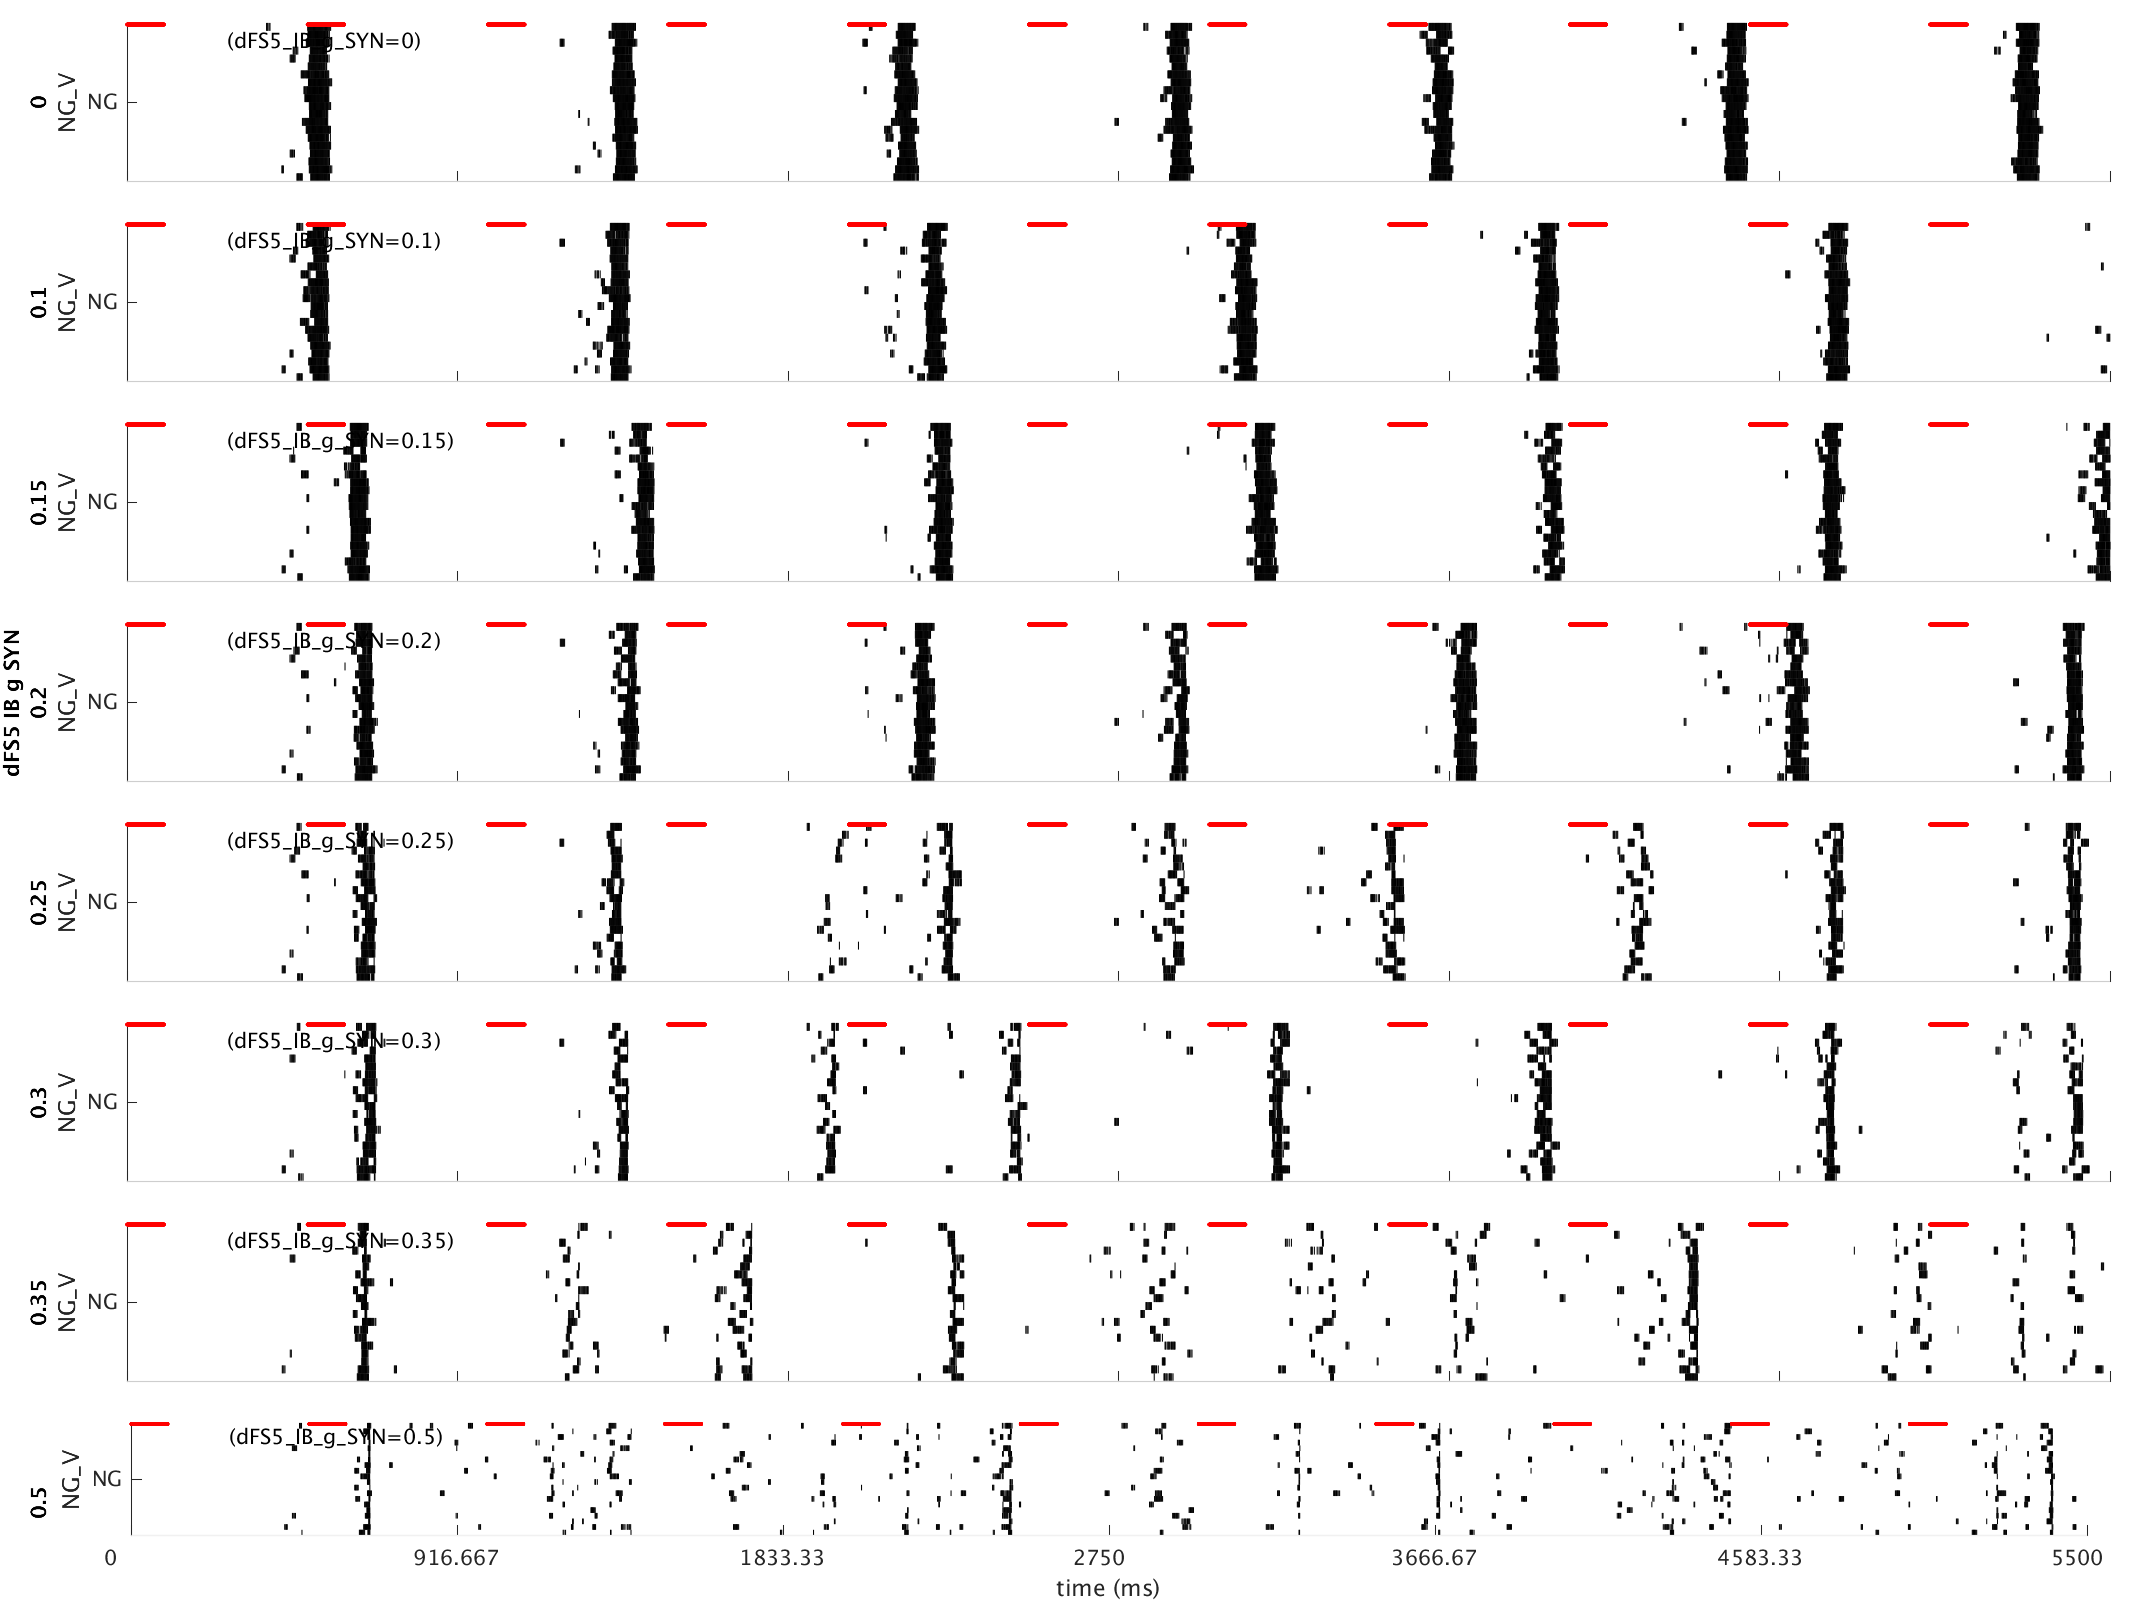 (dFS5_IB_g_SYN=0)
0
NG_V
NG
(dFS5_IB_g_SYN=0.1)
0.1
NG_V
NG
(dFS5_IB_g_SYN=0.15)
0.15
NG_V
NG
dFS5 IB g SYN
(dFS5_IB_g_SYN=0.2)
0.2
NG_V
NG
(dFS5_IB_g_SYN=0.25)
0.25
NG_V
NG
(dFS5_IB_g_SYN=0.3)
0.3
NG_V
NG
(dFS5_IB_g_SYN=0.35)
0.35
NG_V
NG
(dFS5_IB_g_SYN=0.5)
0.5
NG_V
NG
0 916.667 1833.33 2750 3666.67 4583.33 5500
time (ms)